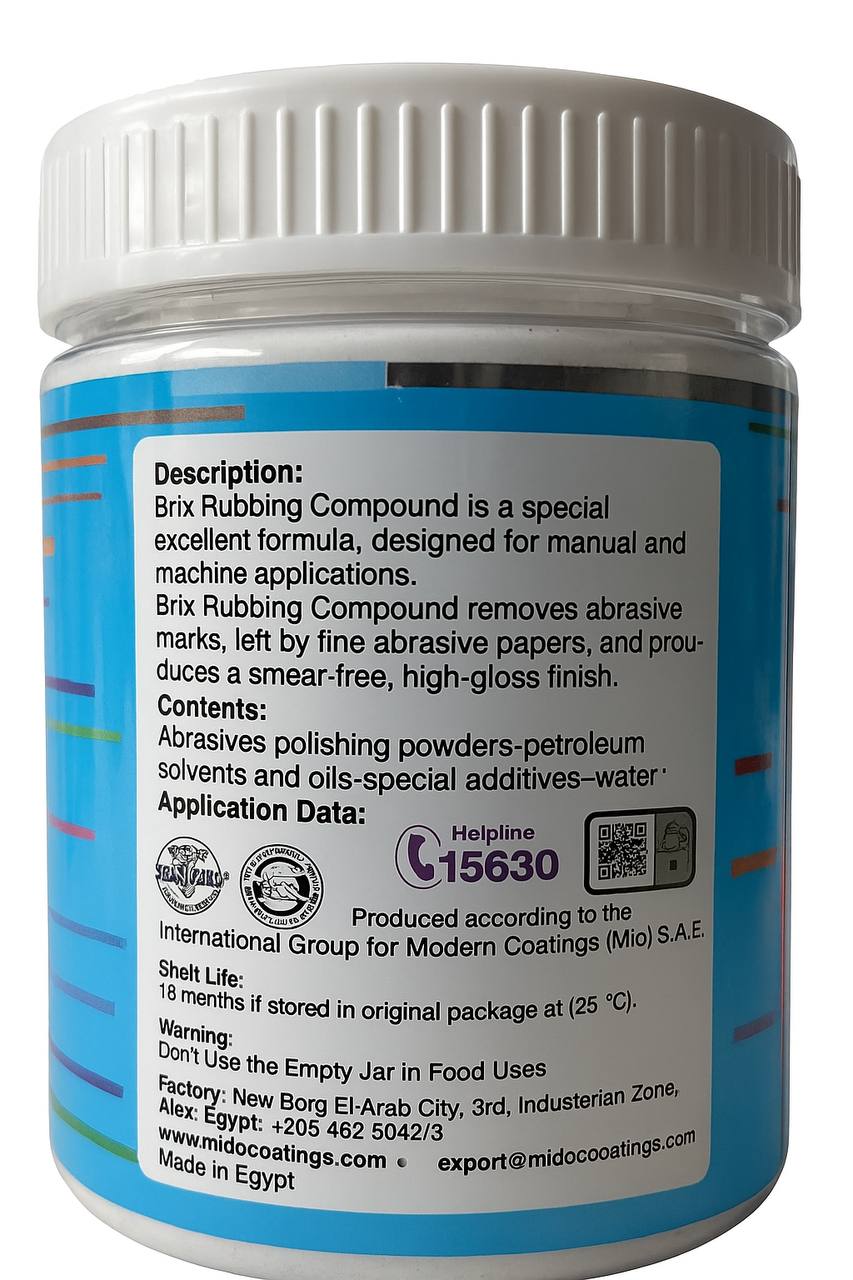 Description:
Brix Rubbing Compound is a special
excellent formula, designed for manual and
machine applications.
Brix Rubbing Compound removes abrasive
marks, left by fine abrasive papers, and prou-
duces a smear-free, high-gloss finish.
Contents:
Abrasives polishing powders-petroleum
solvents and oils-special additives–water
Application Data:
Helpline
15630
Produced according to the
International Group for Modern Coatings (Mio) S.A.E.
Shelt Life:
18 menths if stored in original package at (25 °C).
Warning:
Don't Use the Empty Jar in Food Uses
Factory: New Borg El-Arab City, 3rd, Industerian Zone,
Alex: Egypt: +205 462 5042/3
www.midocoatings.com • export@midocooatings.com
Made in Egypt